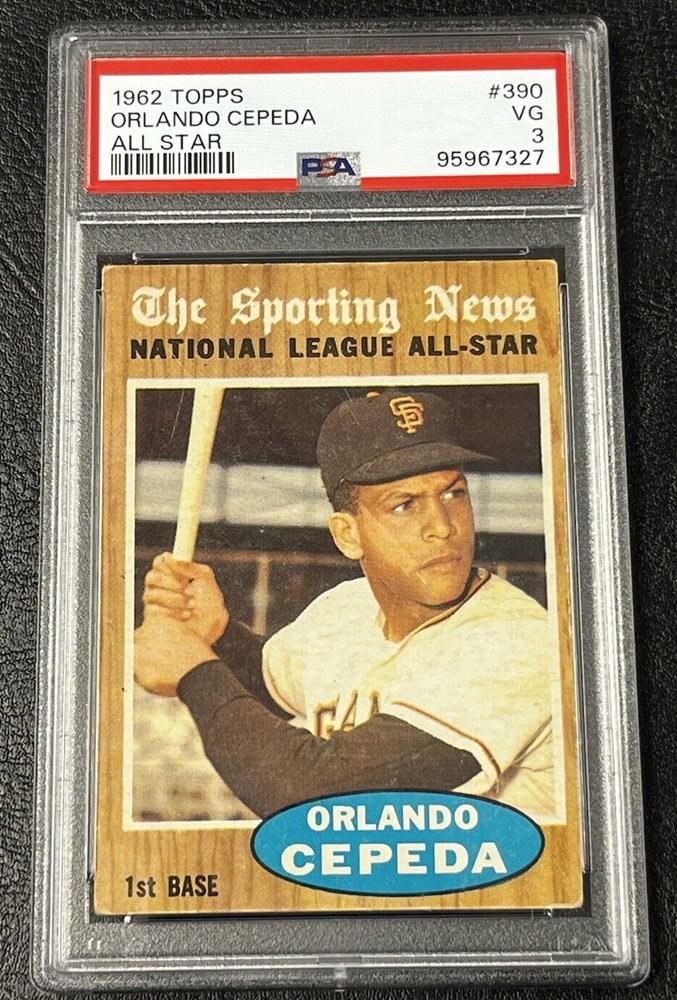 1962 TOPPS #390
ORLANDO CEPEDA VG
ALL STAR 3
PSA 95967327
The Sporting News
NATIONAL LEAGUE ALL-STAR
SF
GIA
ORLANDO
CEPEDA
1st BASE